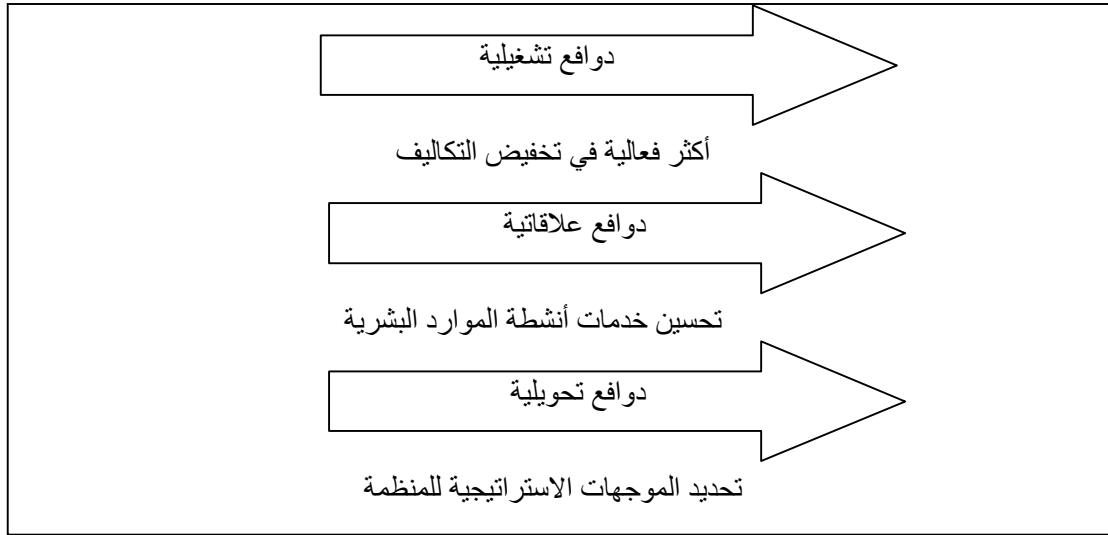 دوافع تشغيلية
أكثر فعالية في تخفيض التكاليف
دوافع علاقاتية
تحسين خدمات أنشطة الموارد البشرية
دوافع تحويلية
تحديد الموجهات الاستراتيجية للمنظمة